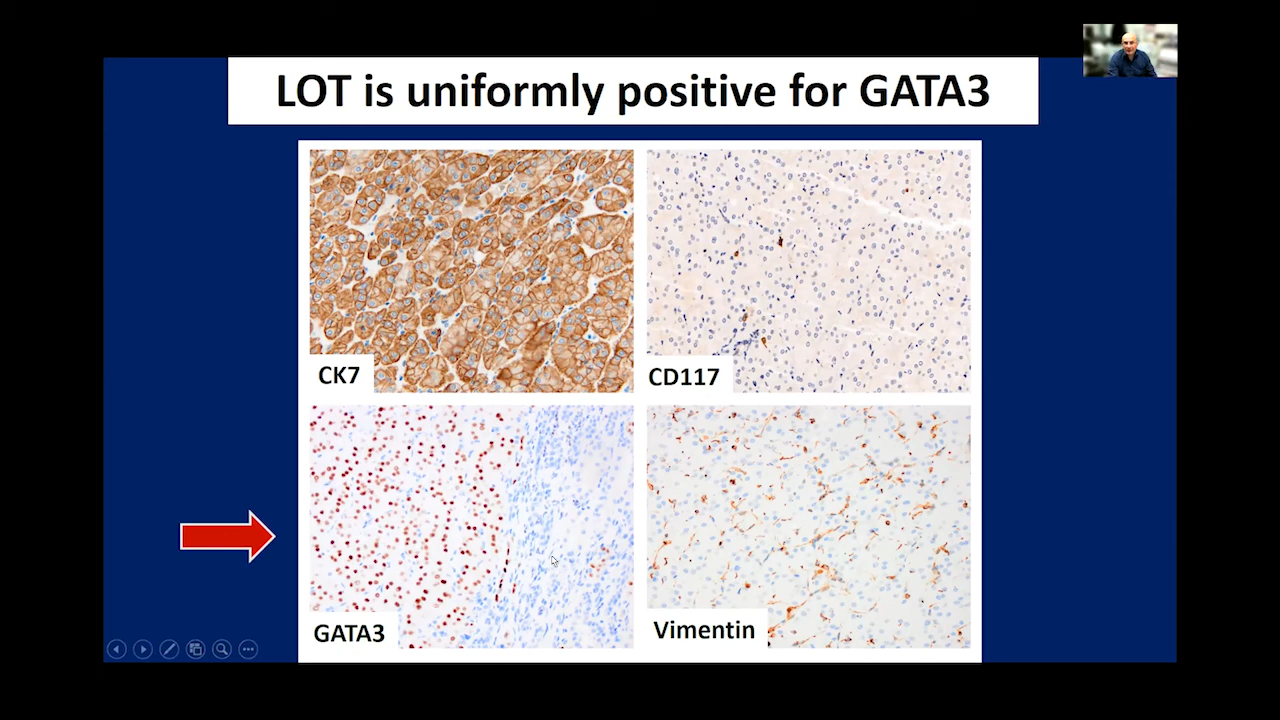 LOT is uniformly positive for GATA3
CK7
CD117
GATA3
Vimentin